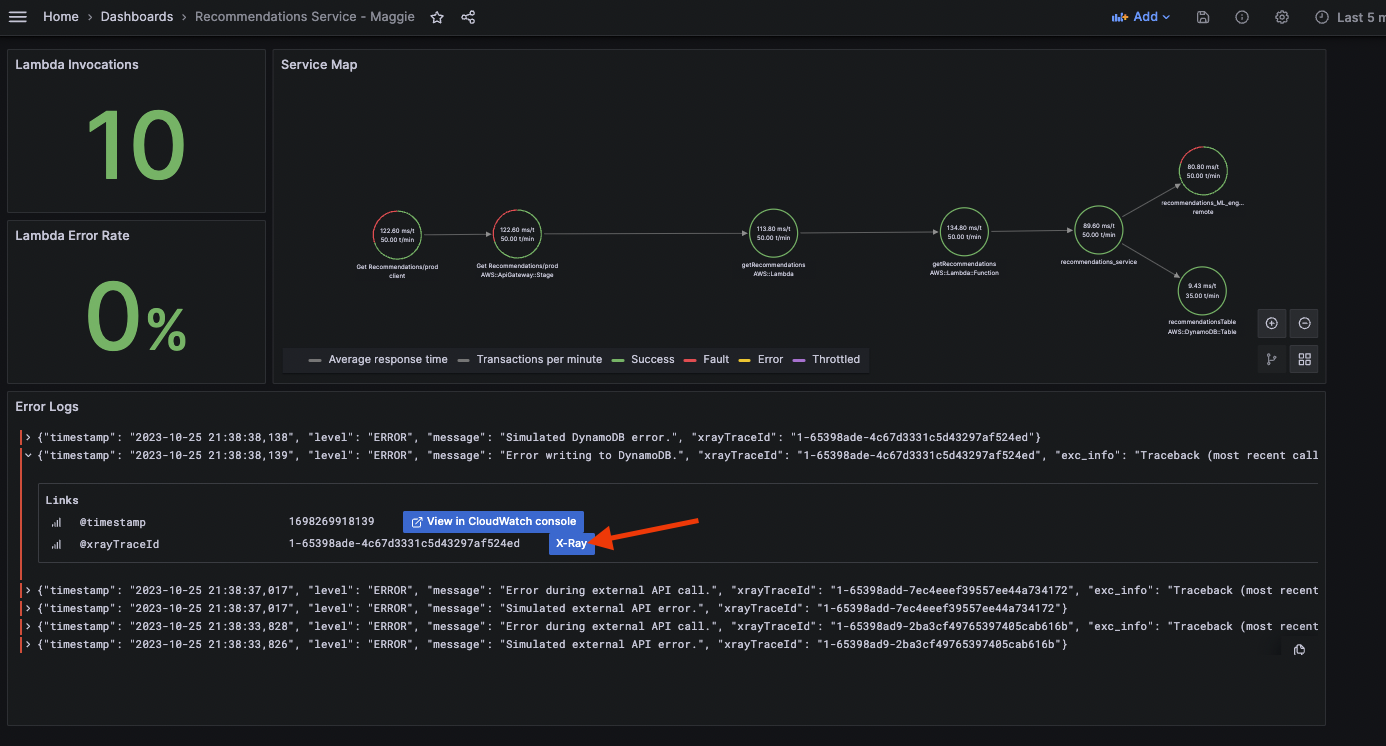 Home › Dashboards › Recommendations Service - Maggie
Add
Last 5 m
Lambda Invocations
10
Lambda Error Rate
0%
Service Map
122.60 ms/t
50.00 t/min
Get Recommendations/prod
client
122.60 ms/t
50.00 t/min
Get Recommendations/prod
AWS::ApiGateway::Stage
113.80 ms/t
50.00 t/min
getRecommendations
AWS::Lambda
134.80 ms/t
50.00 t/min
getRecommendations
AWS::Lambda::Function
89.60 ms/t
50.00 t/min
recommendations_service
80.80 ms/t
50.00 t/min
recommendations_ML_eng...
remote
9.43 ms/t
35.00 t/min
recommendationsTable
AWS::DynamoDB::Table
Average response time Transactions per minute Success Fault Error Throttled
Error Logs
{"timestamp": "2023-10-25 21:38:38,138", "level": "ERROR", "message": "Simulated DynamoDB error.", "xrayTraceId": "1-65398ade-4c67d3331c5d43297af524ed"}
{"timestamp": "2023-10-25 21:38:38,139", "level": "ERROR", "message": "Error writing to DynamoDB.", "xrayTraceId": "1-65398ade-4c67d3331c5d43297af524ed", "exc_info": "Traceback (most recent call
Links
@timestamp 1698269918139 View in CloudWatch console
@xrayTraceId 1-65398ade-4c67d3331c5d43297af524ed X-Ray
{"timestamp": "2023-10-25 21:38:37,017", "level": "ERROR", "message": "Error during external API call.", "xrayTraceId": "1-65398add-7ec4eeef39557ee44a734172", "exc_info": "Traceback (most recent
{"timestamp": "2023-10-25 21:38:37,017", "level": "ERROR", "message": "Simulated external API error.", "xrayTraceId": "1-65398add-7ec4eeef39557ee44a734172"}
{"timestamp": "2023-10-25 21:38:33,828", "level": "ERROR", "message": "Error during external API call.", "xrayTraceId": "1-65398ad9-2ba3cf49765397405cab616b", "exc_info": "Traceback (most recent
{"timestamp": "2023-10-25 21:38:33,826", "level": "ERROR", "message": "Simulated external API error.", "xrayTraceId": "1-65398ad9-2ba3cf49765397405cab616b"}